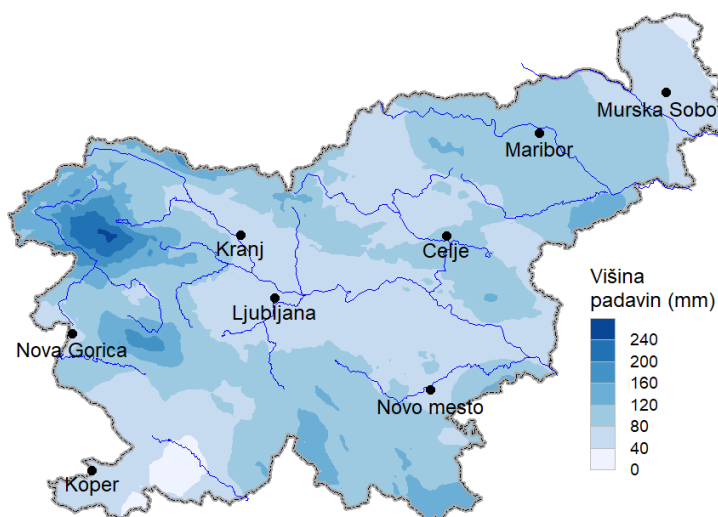 Murska Sobot
Maribor
Kranj
Celje
Ljubljana
Nova Gorica
Novo mesto
Koper
Višina
padavin (mm)
240
200
160
120
80
40
0